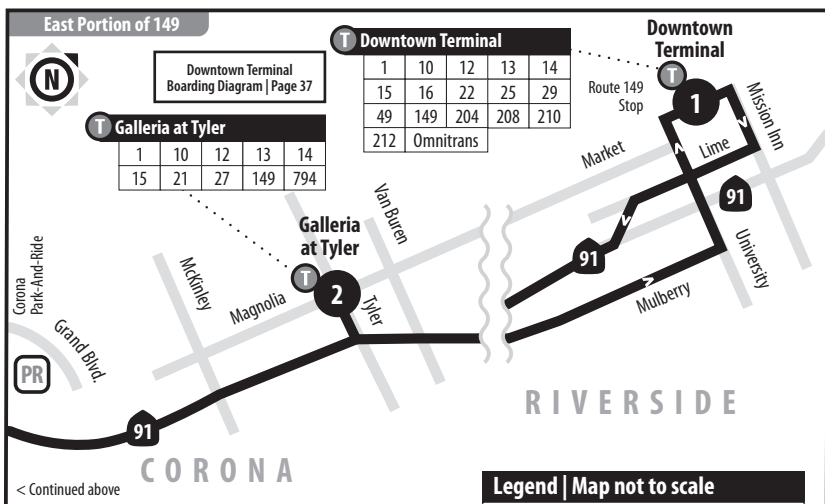 East Portion of 149
N
Downtown Terminal
Boarding Diagram | Page 37
T Downtown Terminal
1 10 12 13 14
15 16 22 25 29
49 149 204 208 210
212 Omnitrans
T Galleria at Tyler
1 10 12 13 14
15 21 27 149 794
Downtown
Terminal
T
Route 149
Stop
1
Mission Inn
Lime
Market
91
University
91
Mulberry
Van Buren
Galleria
at Tyler
T
2
Tyler
Magnolia
McKinley
Corona
Park-And-Ride
Grand Blvd.
PR
91
RIVERSIDE
CORONA
< Continued above
Legend | Map not to scale